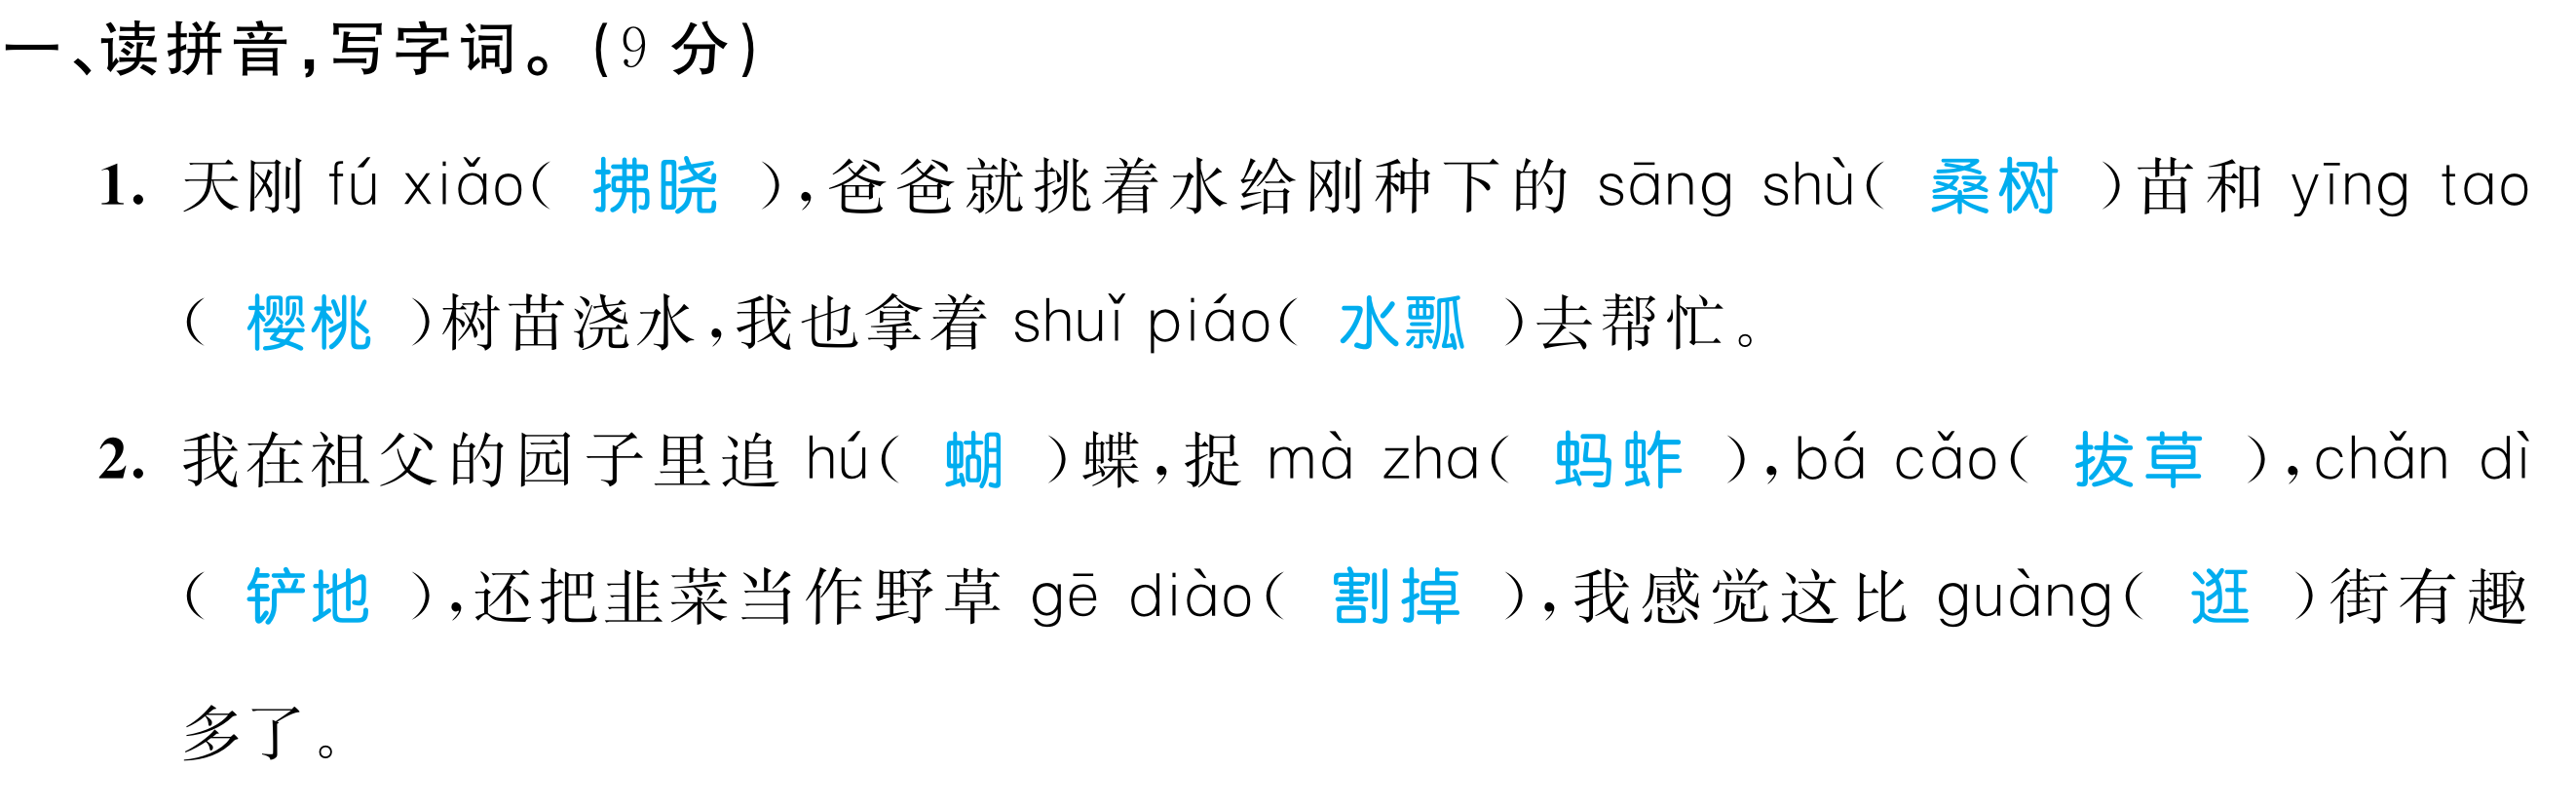 一、读拼音,写字词。(9 分)
1. 天刚 fú xiǎo( 拂晓 ),爸爸就挑着水给刚种下的 sāng shù( 桑树 )苗和 yīng tao
( 樱桃 )树苗浇水,我也拿着 shuǐ piáo( 水瓢 )去帮忙。
2. 我在祖父的园子里追 hú( 蝴 )蝶,捉 mà zha( 蚂蚱 ),bá cǎo( 拔草 ),chǎn dì
( 铲地 ),还把韭菜当作野草 gē diào( 割掉 ),我感觉这比 guàng( 逛 )街有趣
多了。